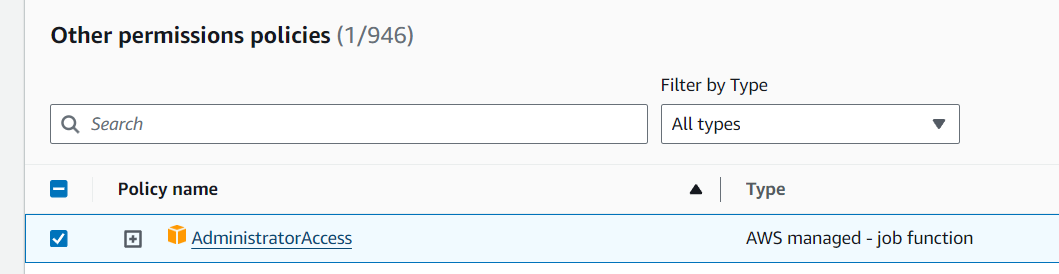 Other permissions policies (1/946)
Filter by Type
Search
All types
Policy name
Type
AdministratorAccess
AWS managed - job function